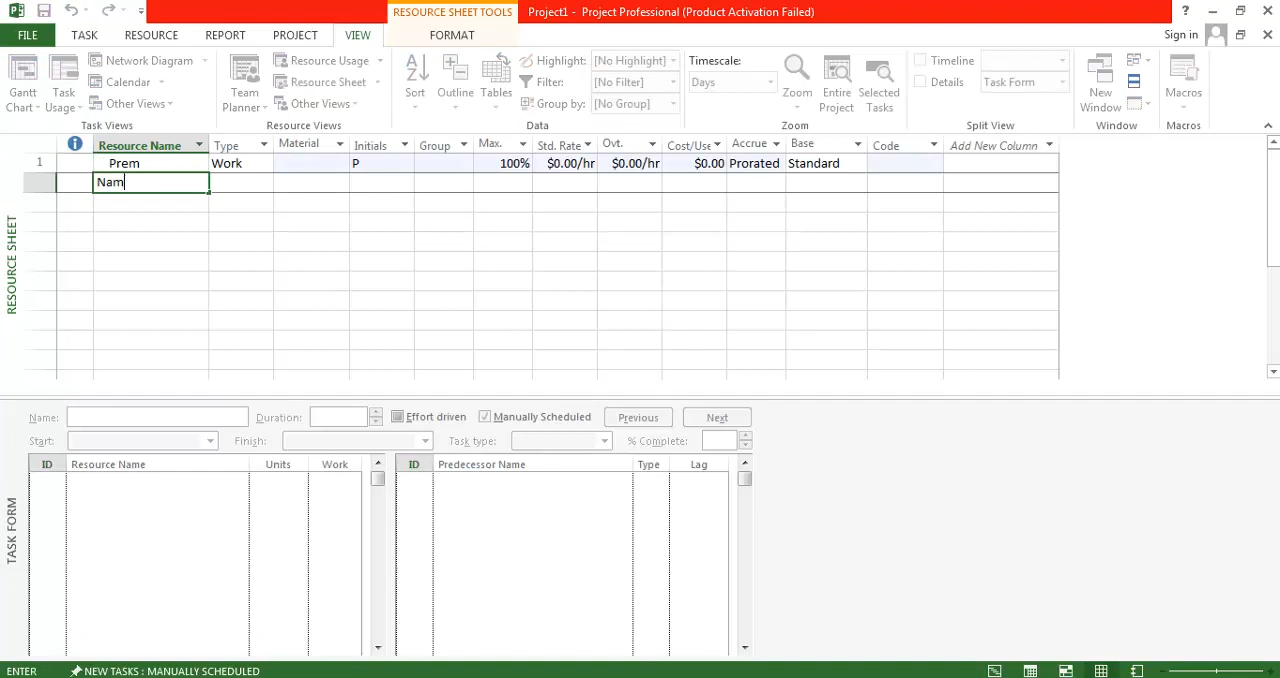 RESOURCE SHEET TOOLS
Project1 - Project Professional (Product Activation Failed)
?
FILE TASK RESOURCE REPORT PROJECT VIEW FORMAT Sign in
Gantt Chart
Task Usage
Network Diagram
Calendar
Other Views
Task Views
Team Planner
Resource Usage
Resource Sheet
Other Views
Resource Views
Sort
Outline
Tables
Highlight: [No Highlight]
Filter: [No Filter]
Group by: [No Group]
Data
Timescale:
Days
Zoom
Entire Project
Selected Tasks
Zoom
Timeline
Details Task Form
Split View
New Window
Window
Macros
Macros
Resource Name Type Material Initials Group Max. Std. Rate Ovt. Cost/Use Accrue Base Code Add New Column
1 Prem Work P 100% $0.00/hr $0.00/hr $0.00 Prorated Standard
Nam
RESOURCE SHEET
Name: Duration: Effort driven Manually Scheduled Previous Next
Start: Finish: Task type: % Complete:
ID Resource Name Units Work ID Predecessor Name Type Lag
TASK FORM
ENTER NEW TASKS : MANUALLY SCHEDULED